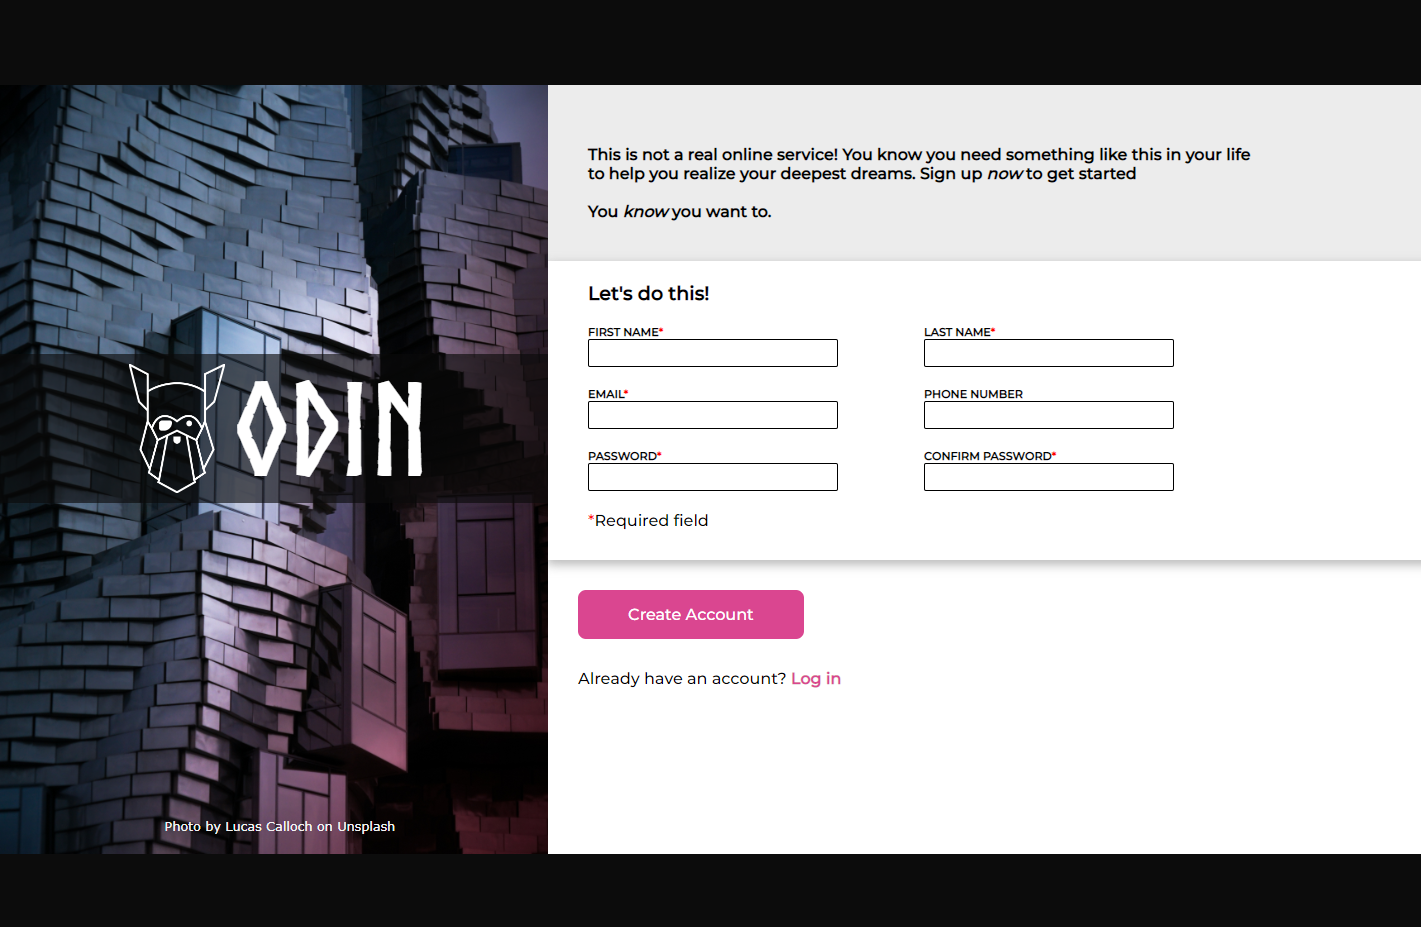 This is not a real online service! You know you need something like this in your life
to help you realize your deepest dreams. Sign up now to get started
You know you want to.
Let's do this!
FIRST NAME*
LAST NAME*
EMAIL*
PHONE NUMBER
PASSWORD*
CONFIRM PASSWORD*
*Required field
Create Account
Already have an account? Log in
ODIN
Photo by Lucas Calloch on Unsplash